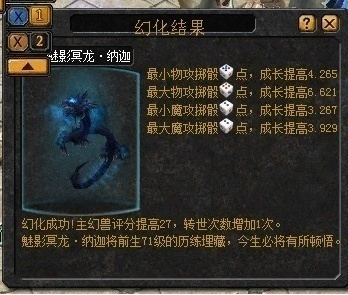 幻化结果
X 1
X 2
魅影冥龙·纳迦
最小物攻掷骰点，成长提高4.265
最大物攻掷骰点，成长提高6.621
最小魔攻掷骰点，成长提高3.267
最大魔攻掷骰点，成长提高3.929
幻化成功!主幻兽评分提高27，转世次数增加1次。
魅影冥龙·纳迦将前生71级的历练埋藏，今生必将有所顿悟。